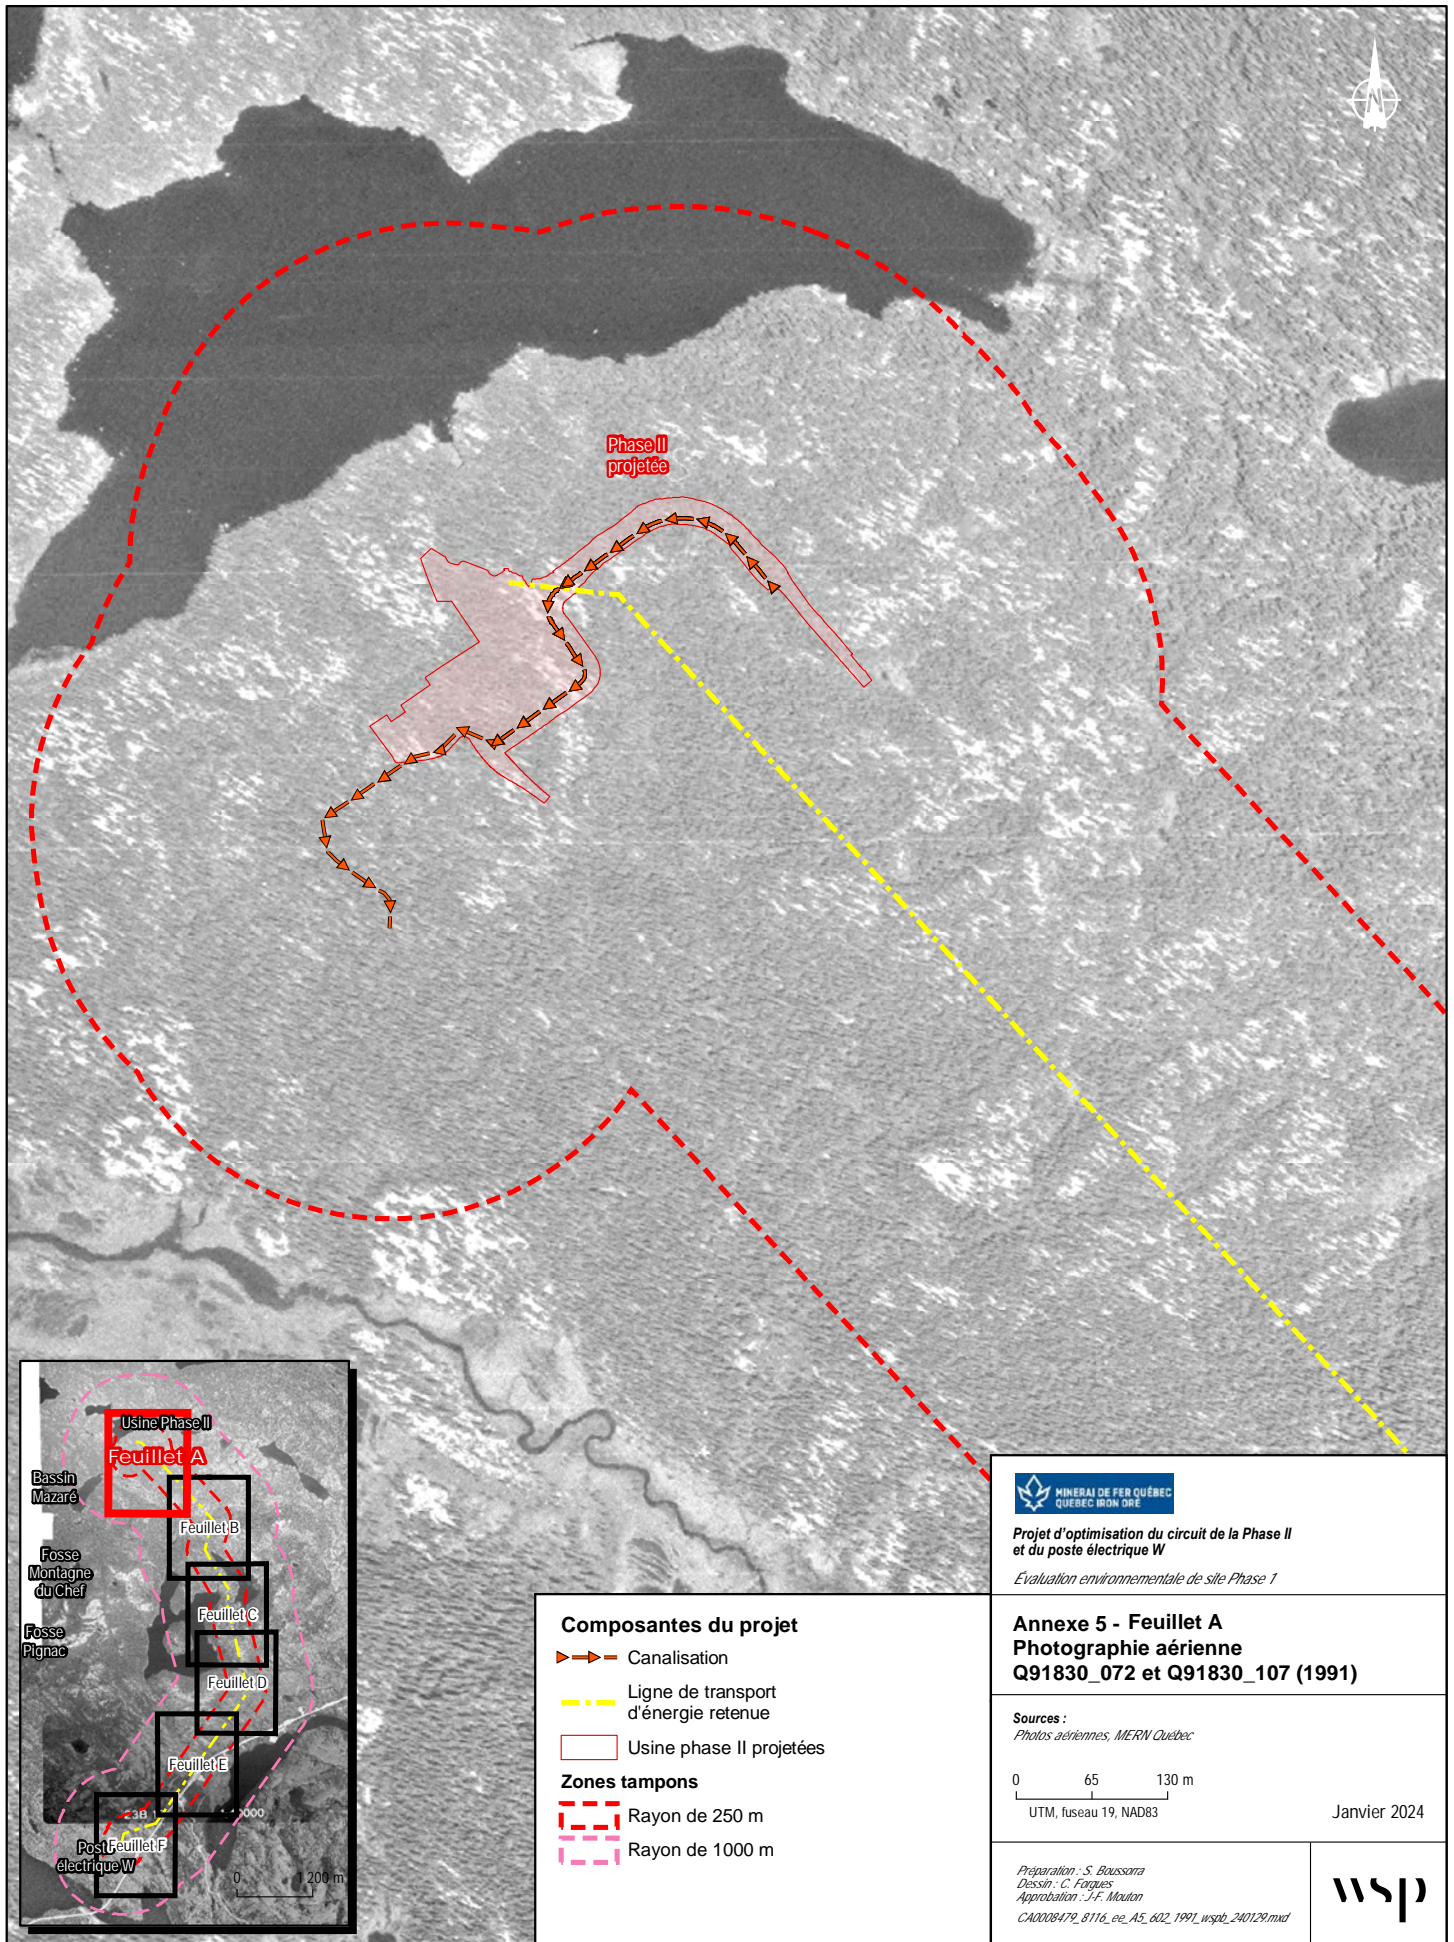 N
Phase II
projetée
Usine Phase II
Feuillet A
Bassin
Mazaré
Feuillet B
Fosse
Montagne
du Chef
Feuillet C
Fosse
Pignac
Feuillet D
Feuillet E
23B
Feuillet F
électrique W
0 1 200 m
Composantes du projet
Canalisation
Ligne de transport
d'énergie retenue
Usine phase II projetées
Zones tampons
Rayon de 250 m
Rayon de 1000 m
MINERAI DE FER QUÉBEC
QUEBEC IRON ORE
Projet d'optimisation du circuit de la Phase II
et du poste électrique W
Évaluation environnementale de site Phase 1
Annexe 5 - Feuillet A
Photographie aérienne
Q91830_072 et Q91830_107 (1991)
Sources :
Photos aériennes, MERN Québec
0 65 130 m
UTM, fuseau 19, NAD83
Janvier 2024
Préparation : S. Boussorra
Dessin : C. Forgues
Approbation : J-F. Mouton
CA0008479_8116_ee_A5_602_1991_wspb_240129.mxd
wsp